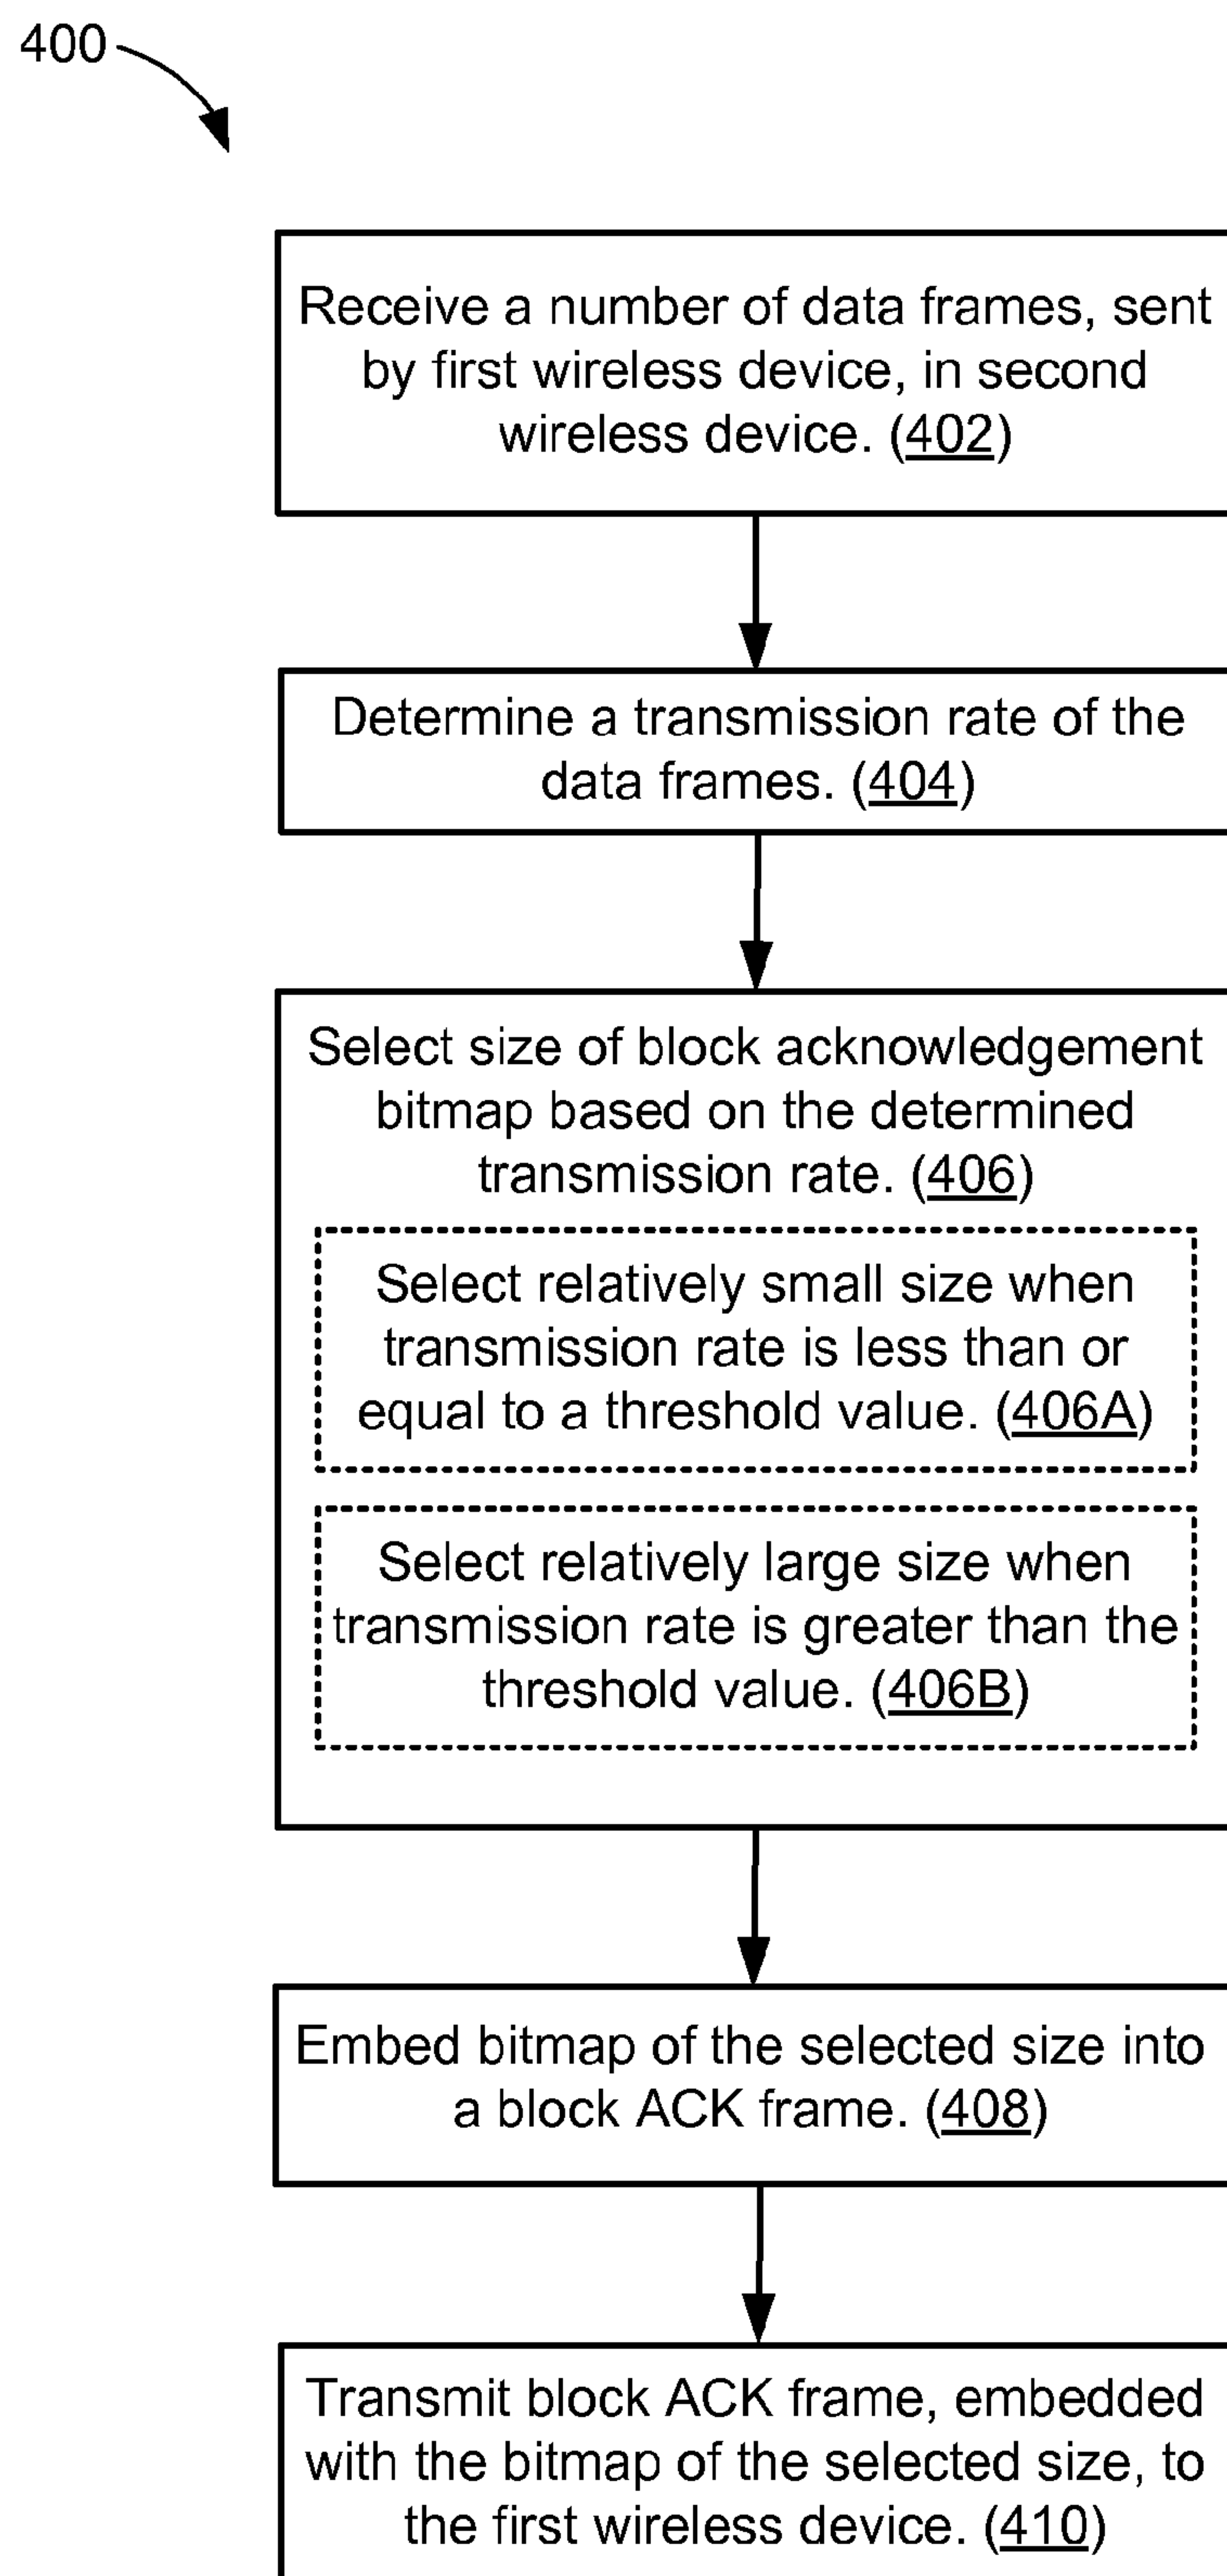 400
Receive a number of data frames, sent
by first wireless device, in second
wireless device. (402)
Determine a transmission rate of the
data frames. (404)
Select size of block acknowledgement
bitmap based on the determined
transmission rate. (406)
Select relatively small size when
transmission rate is less than or
equal to a threshold value. (406A)
Select relatively large size when
transmission rate is greater than the
threshold value. (406B)
Embed bitmap of the selected size into
a block ACK frame. (408)
Transmit block ACK frame, embedded
with the bitmap of the selected size, to
the first wireless device. (410)